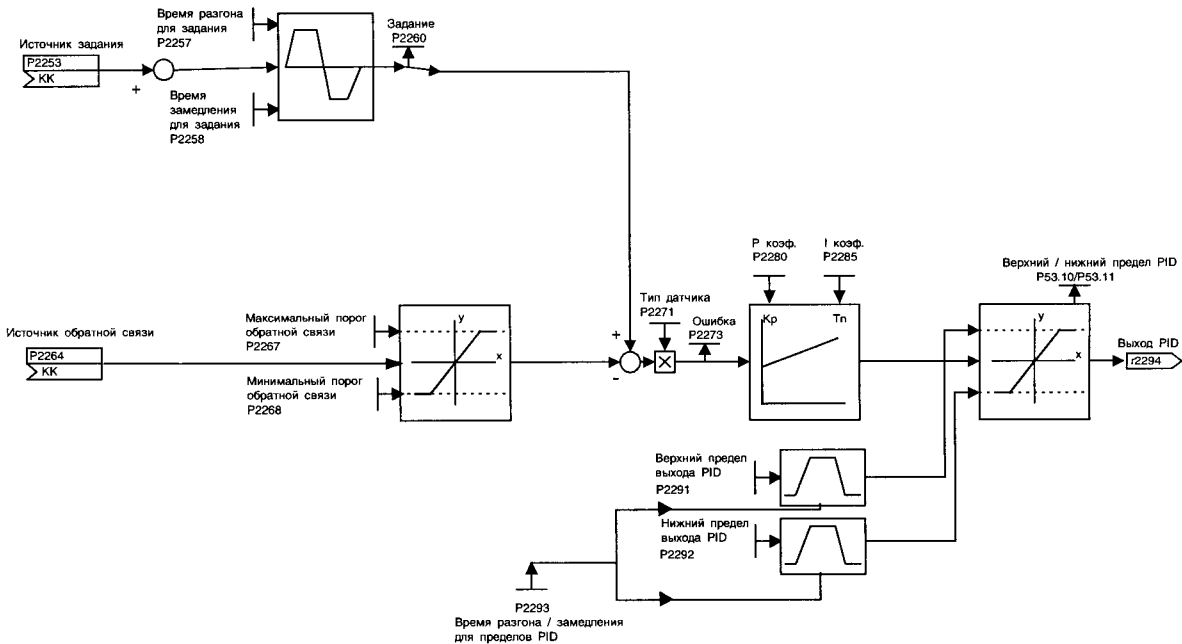 Время разгона
для задания
P2257
Задание
P2260
Источник задания
P2253
КК
+
Время
замедления
для задания
P2258
P коэф.
P2280
I коэф.
P2285
Верхний / нижний предел PID
P53.10/P53.11
Тип датчика
P2271
Ошибка
P2273
Максимальный порог
обратной связи
P2267
y
x
Kp
Tn
y
x
Источник обратной связи
P2264
КК
+
-
Выход PID
r2294
Минимальный порог
обратной связи
P2268
Верхний предел
выхода PID
P2291
Нижний предел
выхода PID
P2292
P2293
Время разгона / замедления
для пределов PID